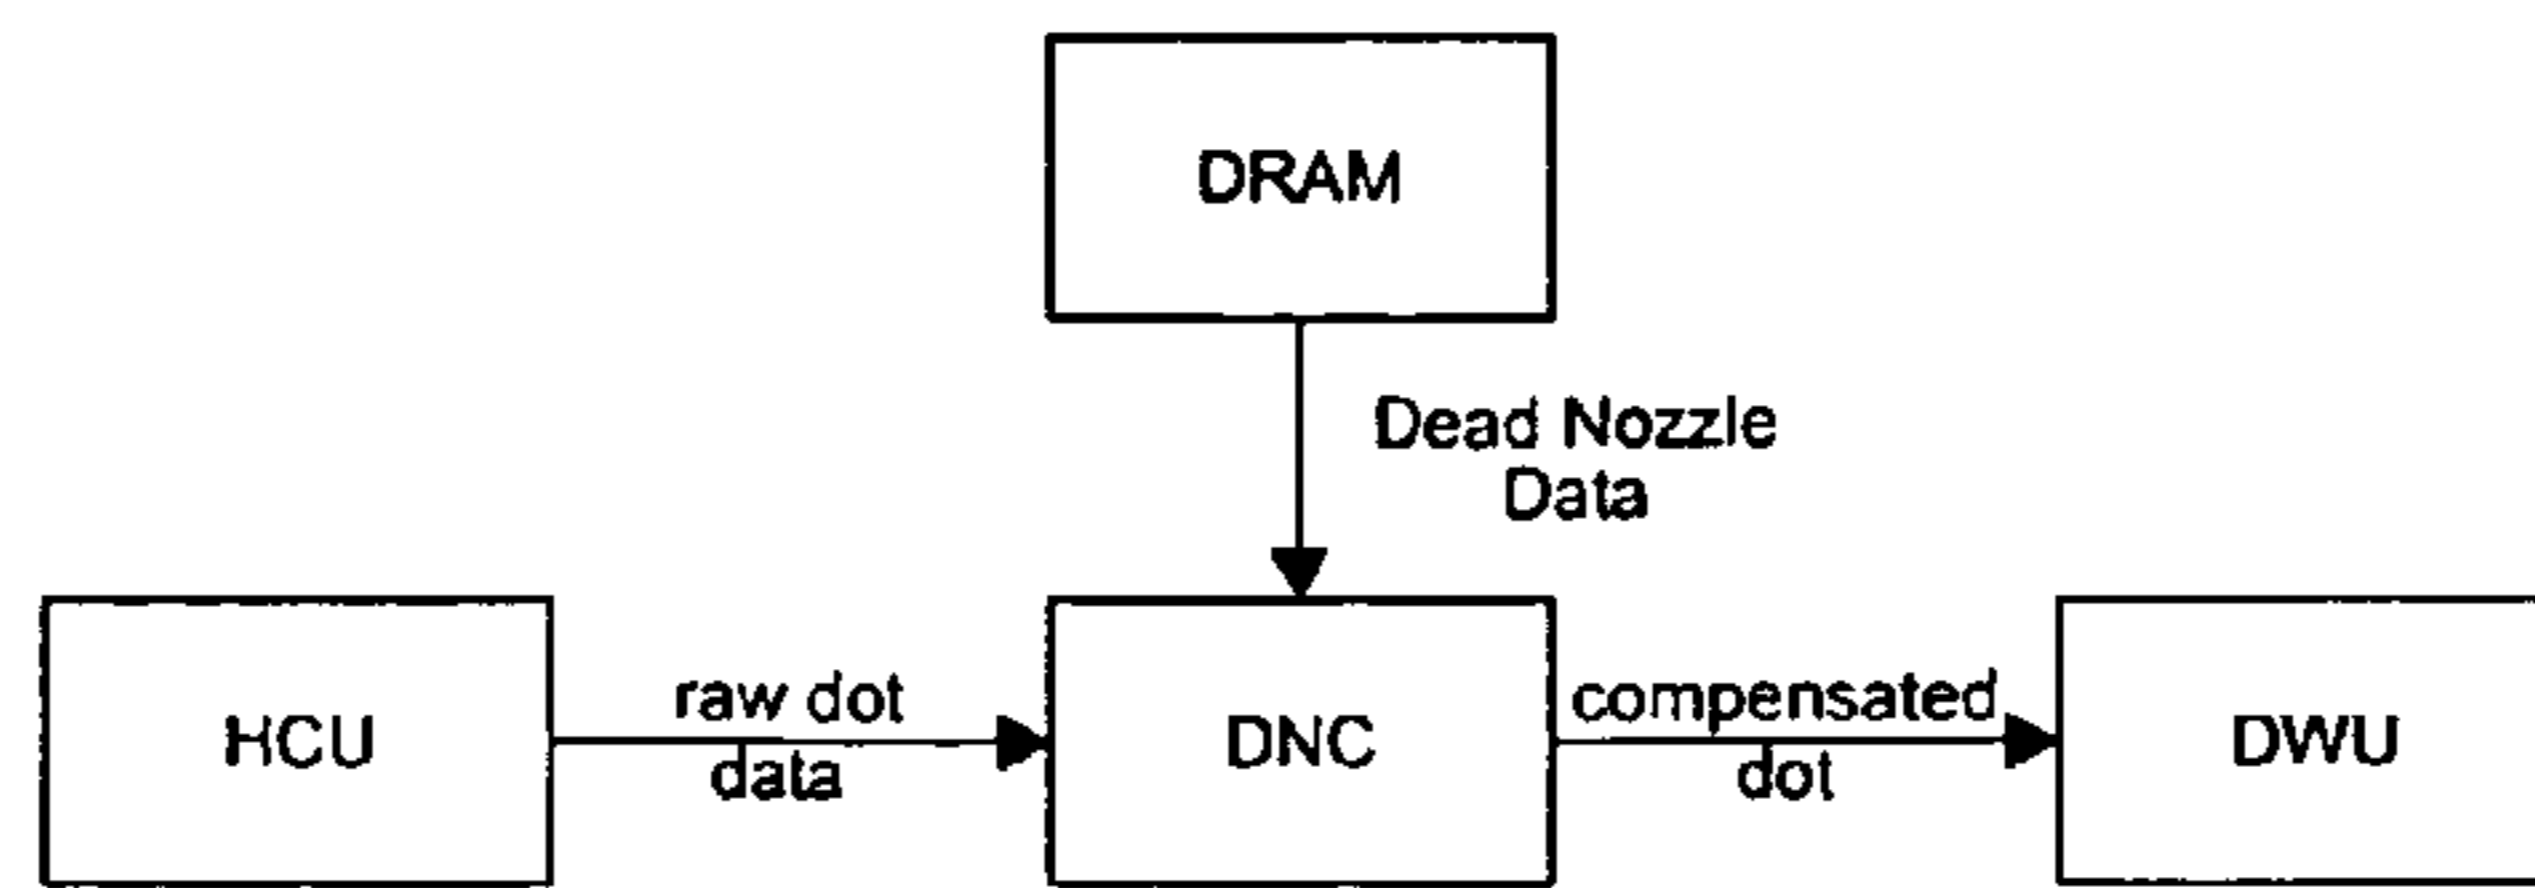 DRAM
Dead Nozzle
Data
HCU
raw dot
data
DNC
compensated
dot
DWU